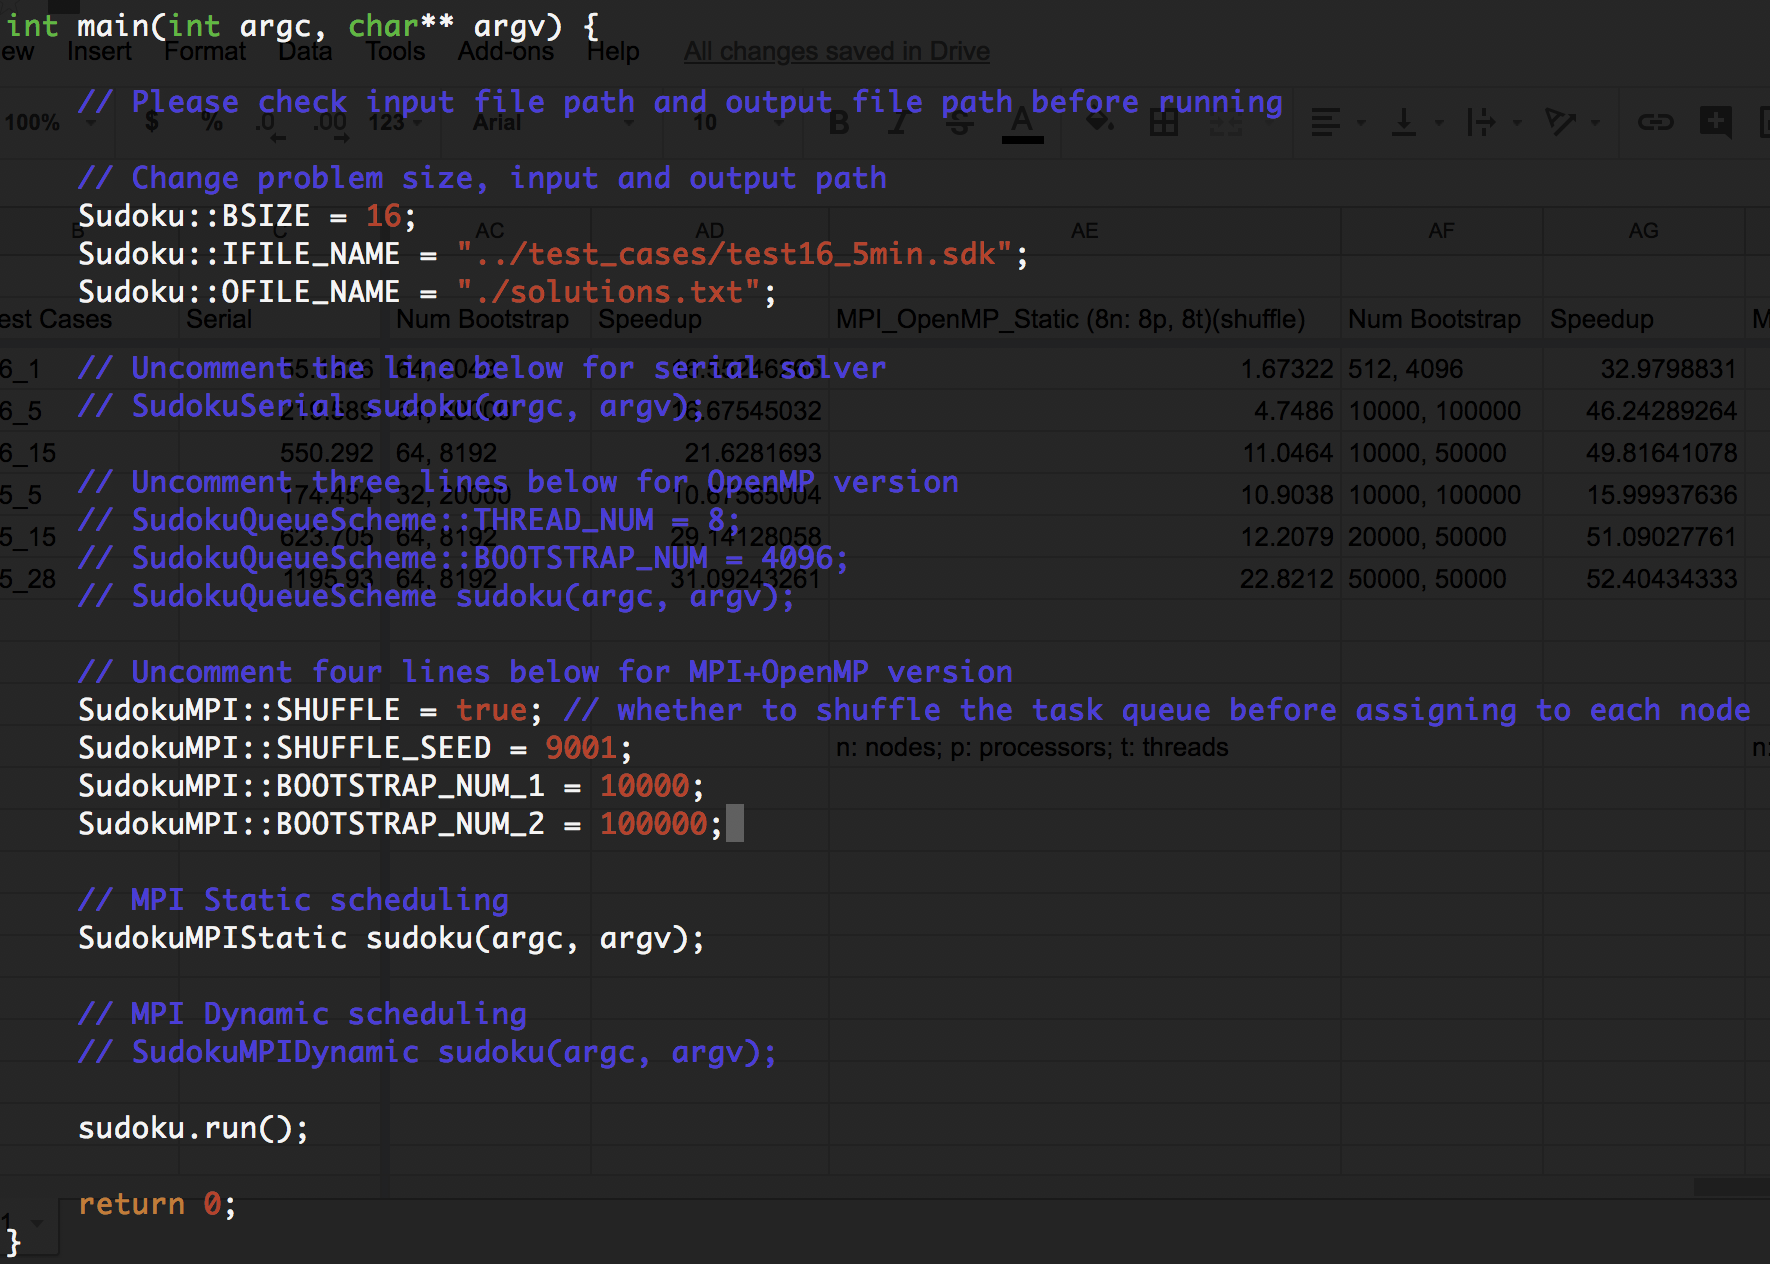 int main(int argc, char** argv) {
ew Insert Format Data Tools Add-ons Help All changes saved in Drive
// Please check input file path and output file path before running
100% $ % .0 .00 123 Arial 10 B I S A
// Change problem size, input and output path
Sudoku::BSIZE = 16;
B C AC AD AE AF AG
Sudoku::IFILE_NAME = "../test_cases/test16_5min.sdk";
Sudoku::OFILE_NAME = "./solutions.txt";
est Cases Serial Num Bootstrap Speedup MPI_OpenMP_Static (8n: 8p, 8t)(shuffle) Num Bootstrap Speedup M
// Uncomment the line below for serial solver
6_1 1.67322 512, 4096 32.9798831
// SudokuSerial sudoku(argc, argv);
6_5 4.7486 10000, 100000 46.24289264
6_15 550.292 64, 8192 21.6281693 11.0464 10000, 50000 49.81641078
// Uncomment three lines below for OpenMP version
5_5 174.454 32, 20000 10.9038 10000, 100000 15.99937636
// SudokuQueueScheme::THREAD_NUM = 8;
5_15 623.705 64, 8192 29.14128058 12.2079 20000, 50000 51.09027761
// SudokuQueueScheme::BOOTSTRAP_NUM = 4096;
5_28 1195.93 64, 8192 31.09243261 22.8212 50000, 50000 52.40434333
// SudokuQueueScheme sudoku(argc, argv);
// Uncomment four lines below for MPI+OpenMP version
SudokuMPI::SHUFFLE = true; // whether to shuffle the task queue before assigning to each node
SudokuMPI::SHUFFLE_SEED = 9001;
n: nodes; p: processors; t: threads n:
SudokuMPI::BOOTSTRAP_NUM_1 = 10000;
SudokuMPI::BOOTSTRAP_NUM_2 = 100000;
// MPI Static scheduling
SudokuMPIStatic sudoku(argc, argv);
// MPI Dynamic scheduling
// SudokuMPIDynamic sudoku(argc, argv);
sudoku.run();
return 0;
1
}